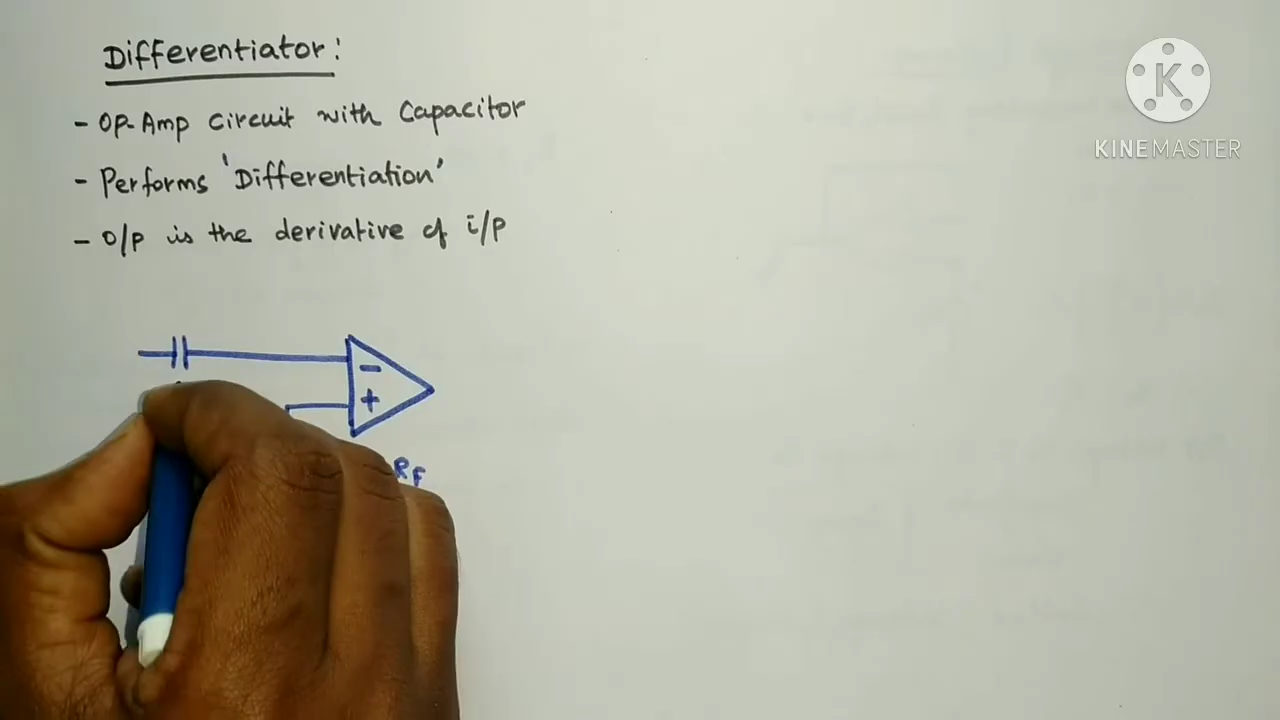 Differentiator:
- OP-Amp circuit with Capacitor
- Performs 'Differentiation'
- O/P is the derivative of i/p
K
KINEMASTER
-
+
RF